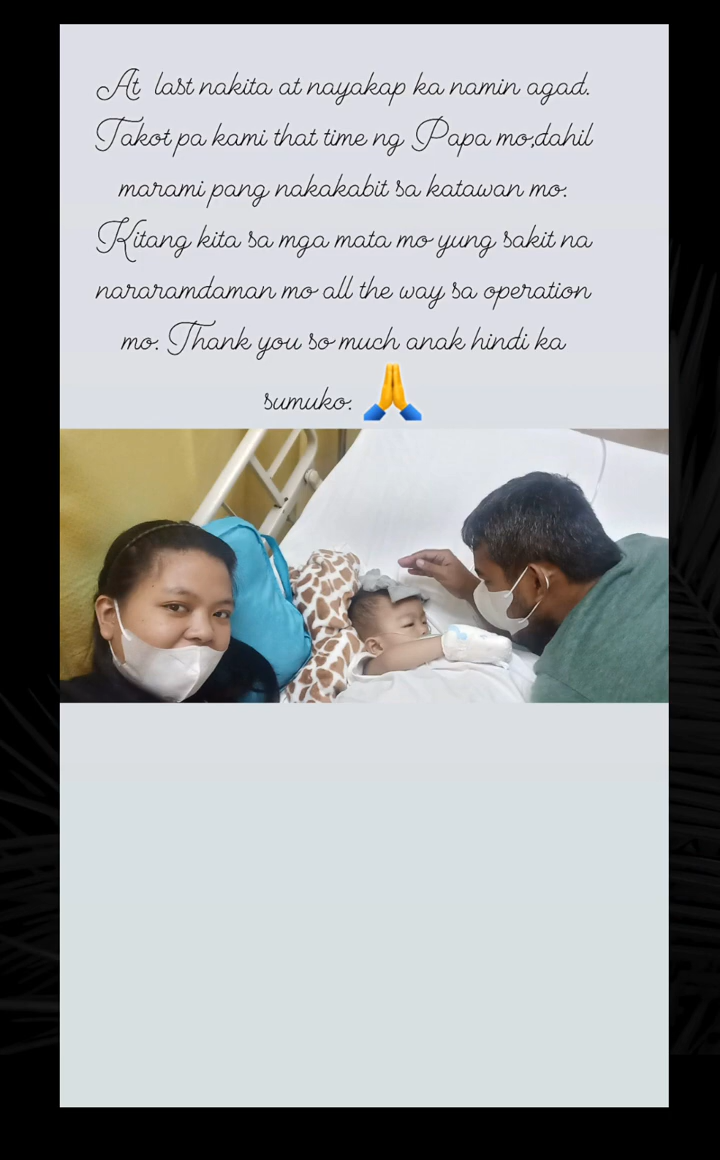 At last nakita at nayakap ka namin agad.
Takot pa kami that time ng Papa mo,dahil
marami pang nakakabit sa katawan mo.
Kitang kita sa mga mata mo yung sakit na
nararamdaman mo all the way sa operation
mo. Thank you so much anak hindi ka
sumuko. 🙏